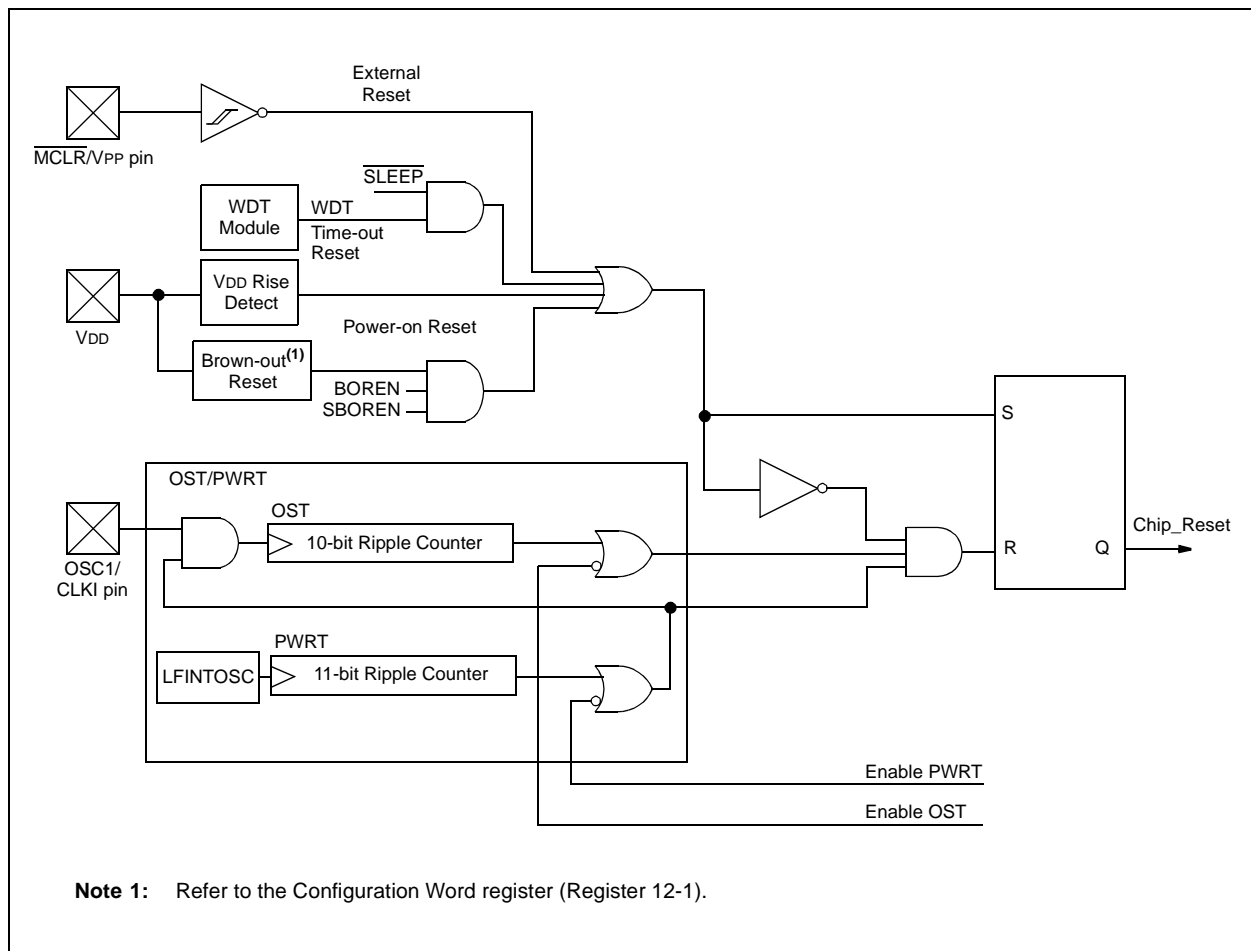 External
Reset
MCLR/VPP pin
SLEEP
WDT
Module
WDT
Time-out
Reset
VDD
VDD Rise
Detect
Power-on Reset
Brown-out(1)
Reset
BOREN
SBOREN
S
R
Q
Chip_Reset
OST/PWRT
OSC1/
CLKI pin
OST
10-bit Ripple Counter
PWRT
LFINTOSC
11-bit Ripple Counter
Enable PWRT
Enable OST
Note 1: Refer to the Configuration Word register (Register 12-1).